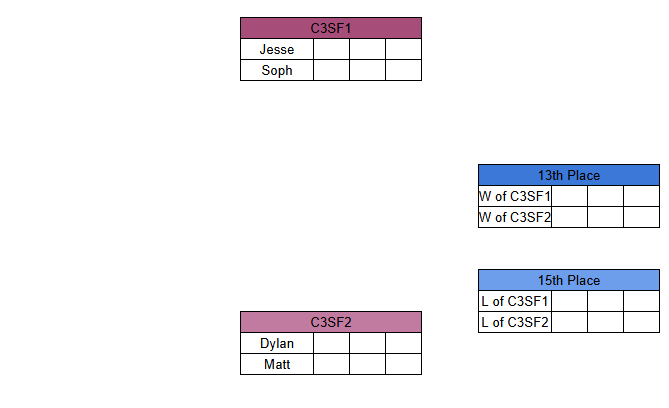 C3SF1
Jesse
Soph
13th Place
W of C3SF1
W of C3SF2
15th Place
L of C3SF1
L of C3SF2
C3SF2
Dylan
Matt